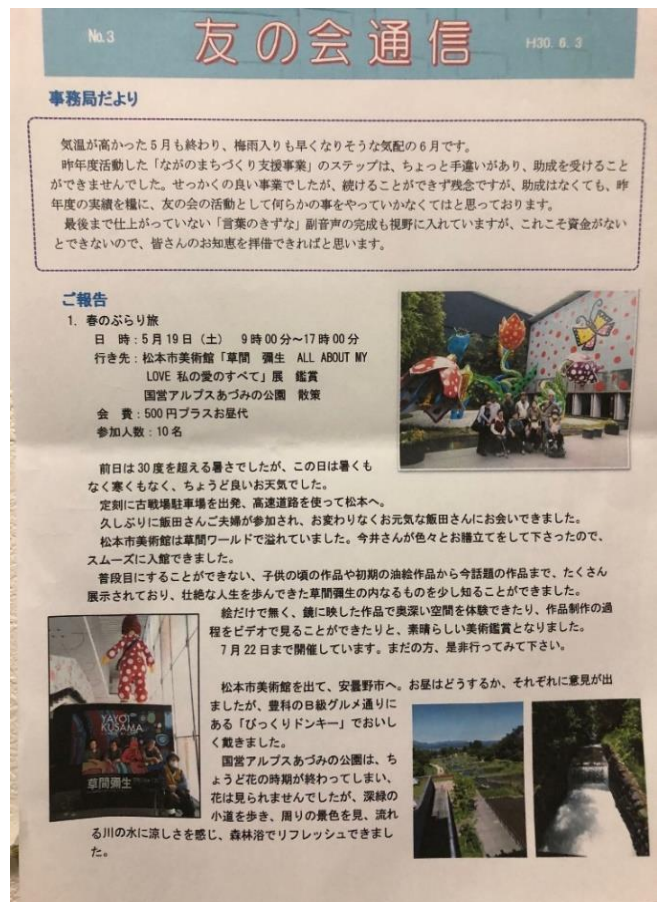 No.3
友の会通信
H30. 6. 3
事務局だより
気温が高かった5月も終わり、梅雨入りも早くなりそうな気配の6月です。
昨年度活動した「ながのまちづくり支援事業」のステップは、ちょっと手違いがあり、助成を受けること
ができませんでした。せっかくの良い事業でしたが、続けることができず残念ですが、助成はなくても、昨
年度の実績を糧に、友の会の活動として何らかの事をやっていかなくてはと思っております。
最後まで仕上がっていない「言葉のきずな」副音声の完成も視野に入れていますが、これこそ資金がない
とできないので、皆さんのお知恵を拝借できればと思います。
ご報告
1. 春のぶらり旅
日 時：5月19日（土） 9時00分～17時00分
行き先：松本市美術館「草間 彌生 ALL ABOUT MY
LOVE 私の愛のすべて」展 鑑賞
国営アルプスあづみの公園 散策
会 費：500円プラスお昼代
参加人数：10名
前日は30度を超える暑さでしたが、この日は暑くも
なく寒くもなく、ちょうど良いお天気でした。
定刻に古戦場駐車場を出発、高速道路を使って松本へ。
久しぶりに飯田さんご夫婦が参加され、お変わりなくお元気な飯田さんにお会いできました。
松本市美術館は草間ワールドで溢れていました。今井さんが色々とお膳立てをして下さったので、
スムーズに入館できました。
普段目にすることができない、子供の頃の作品や初期の油絵作品から今話題の作品まで、たくさん
展示されており、壮絶な人生を歩んできた草間彌生の内なるものを少し知ることができました。
絵だけで無く、鏡に映した作品で奥深い空間を体験できたり、作品制作の過
程をビデオで見ることができたりと、素晴らしい美術鑑賞となりました。
7月22日まで開催しています。まだの方、是非行ってみて下さい。
YAYOI
KUSAMA
草間彌生
松本市美術館を出て、安曇野市へ。お昼はどうするか、それぞれに意見が出
ましたが、豊科のB級グルメ通りに
ある「びっくりドンキー」でおいし
く戴きました。
国営アルプスあづみの公園は、ち
ょうど花の時期が終わってしまい、
花は見られませんでしたが、深緑の
小道を歩き、周りの景色を見、流れ
る川の水に涼しさを感じ、森林浴でリフレッシュできまし
た。